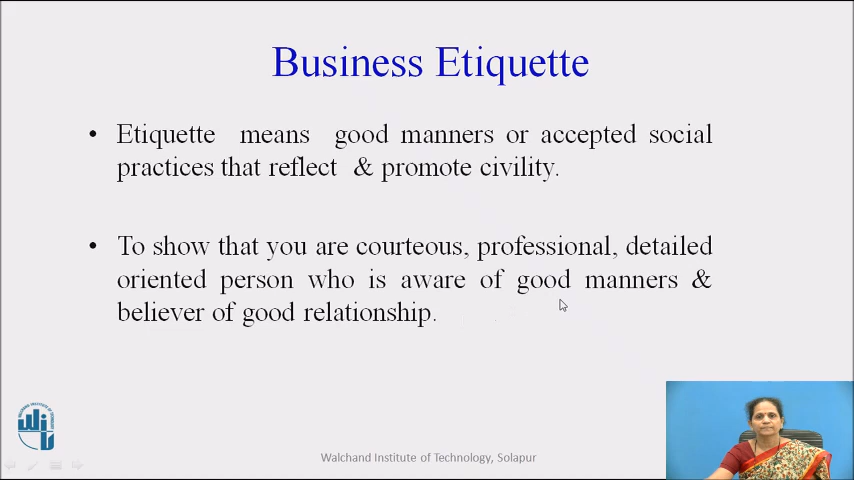 Business Etiquette
• Etiquette means good manners or accepted social
practices that reflect & promote civility.
• To show that you are courteous, professional, detailed
oriented person who is aware of good manners &
believer of good relationship.
Walchand Institute of Technology, Solapur